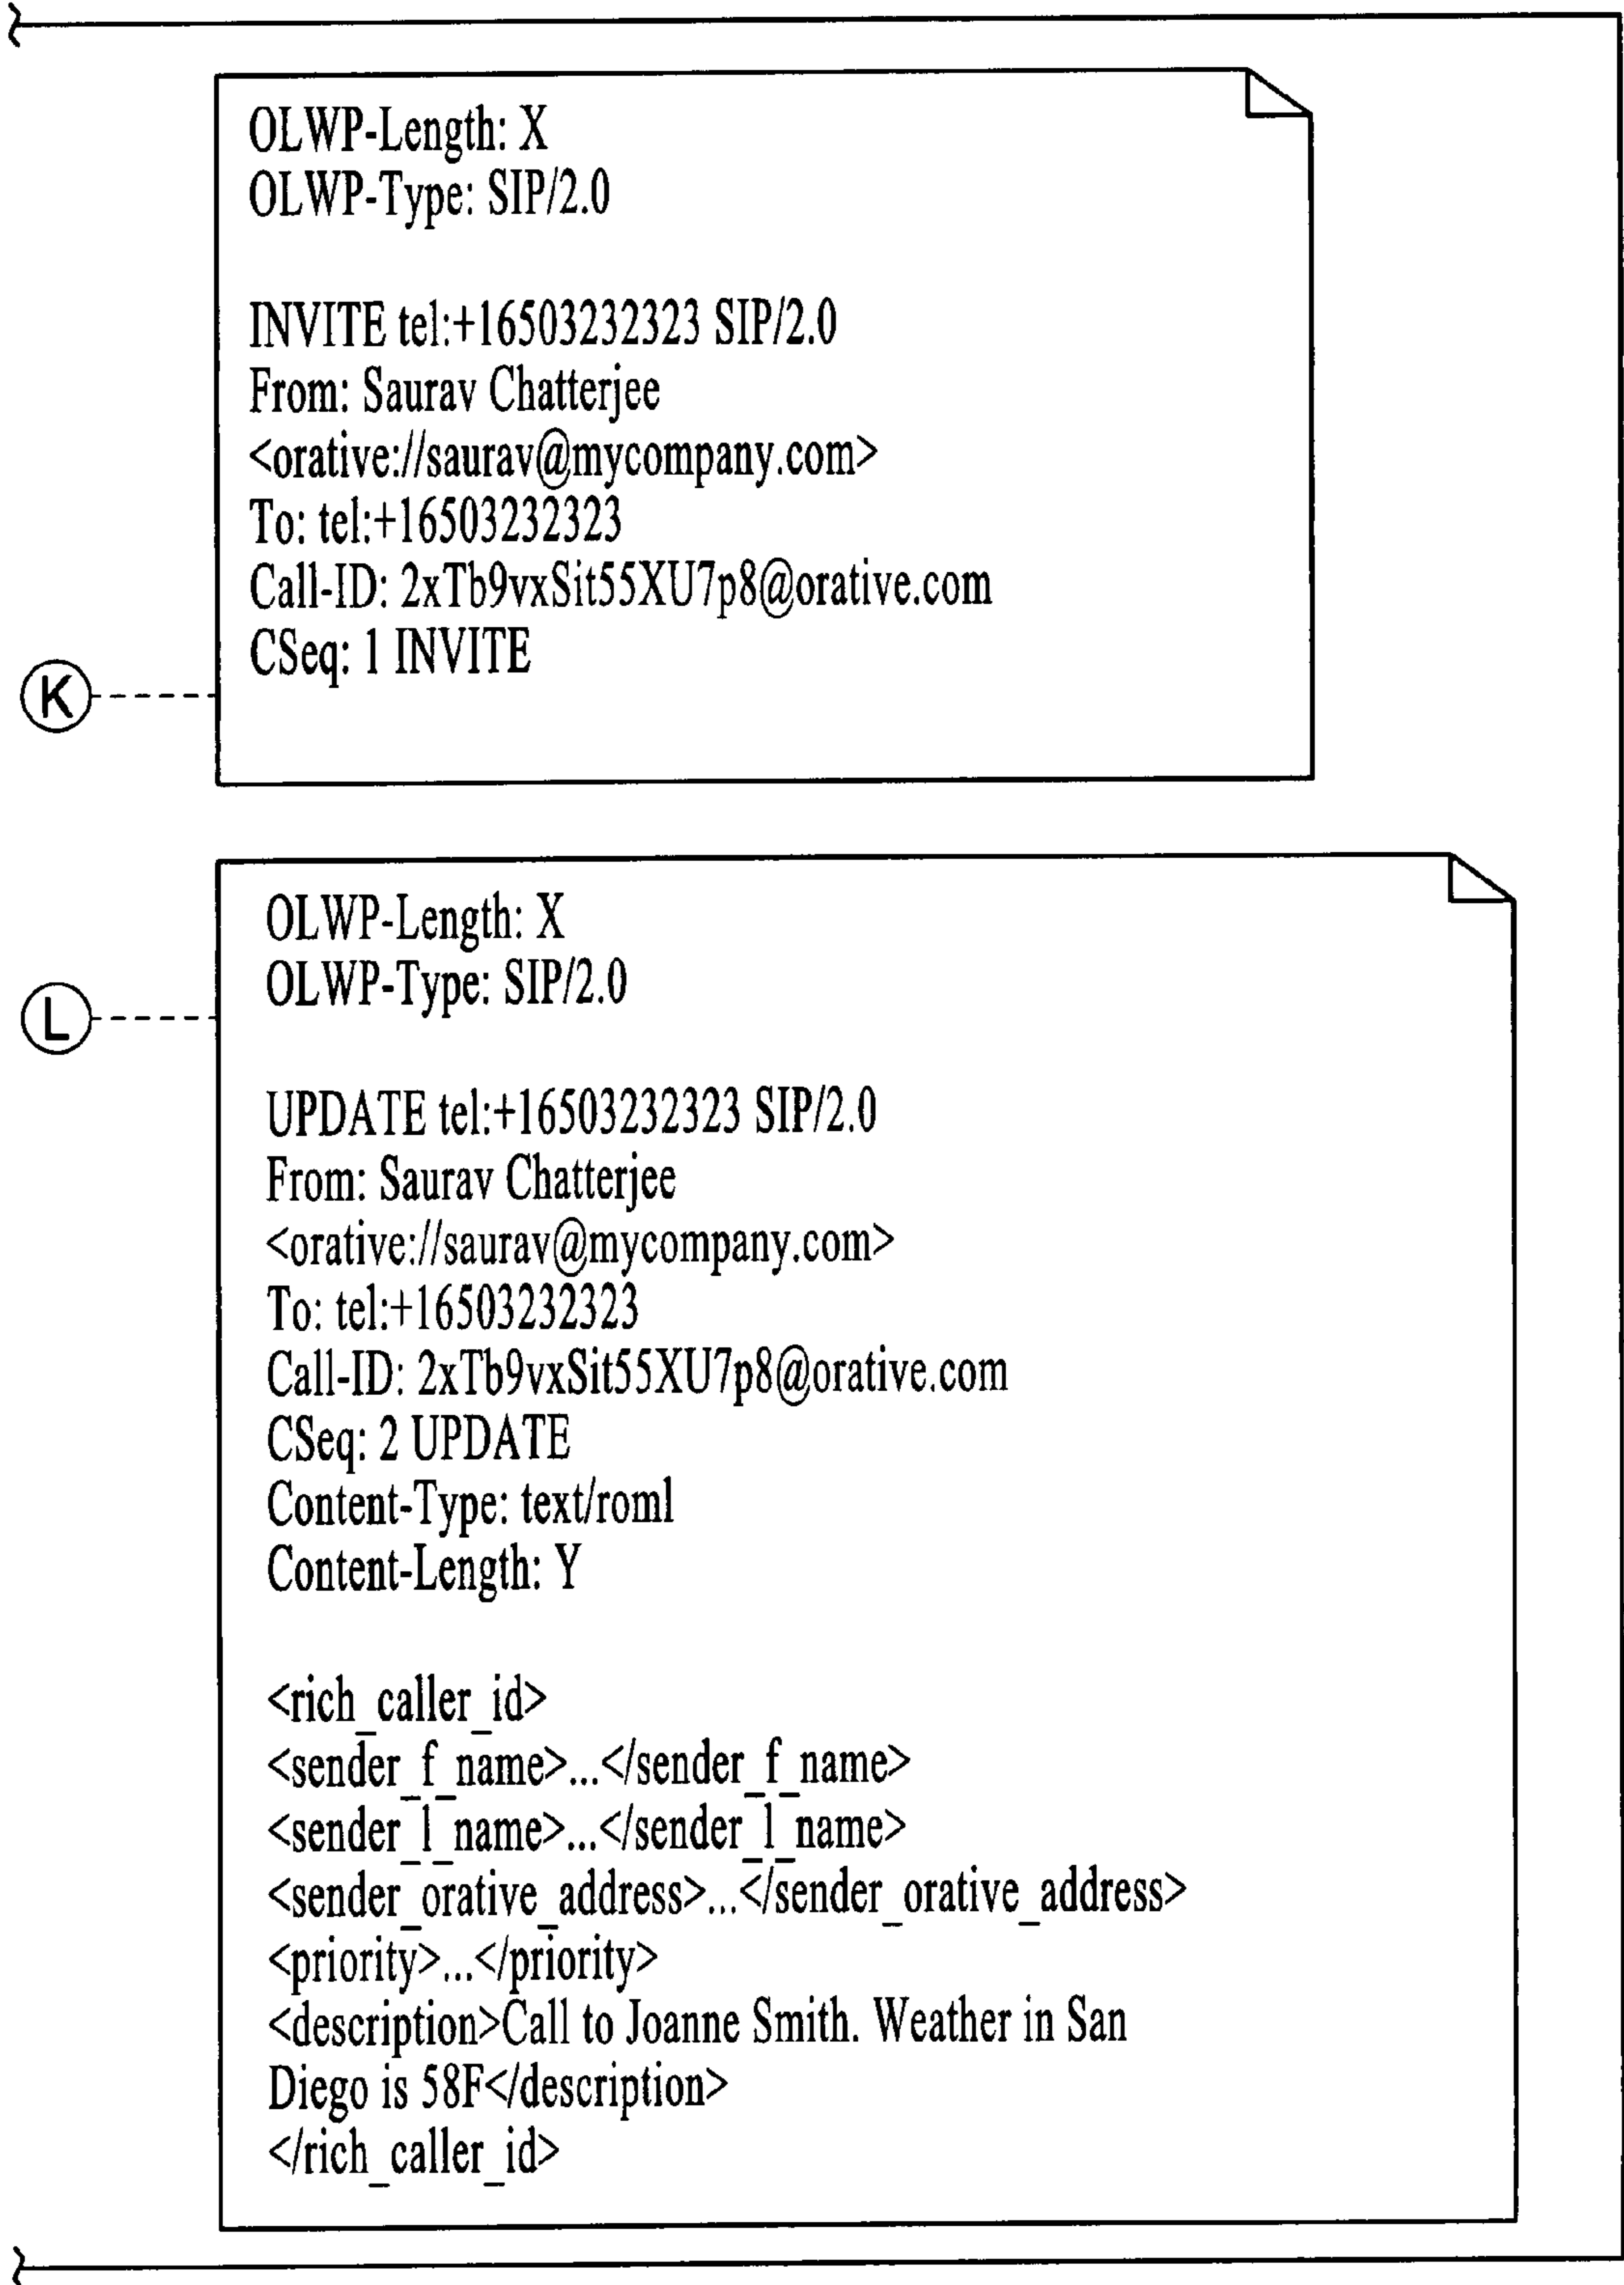 OLWP-Length: X
OLWP-Type: SIP/2.0
INVITE tel:+16503232323 SIP/2.0
From: Saurav Chatterjee
<orative://saurav@mycompany.com>
To: tel:+16503232323
Call-ID: 2xTb9vxSit55XU7p8@orative.com
CSeq: 1 INVITE
K
OLWP-Length: X
OLWP-Type: SIP/2.0
L
UPDATE tel:+16503232323 SIP/2.0
From: Saurav Chatterjee
<orative://saurav@mycompany.com>
To: tel:+16503232323
Call-ID: 2xTb9vxSit55XU7p8@orative.com
CSeq: 2 UPDATE
Content-Type: text/roml
Content-Length: Y
<rich_caller_id>
<sender_f_name>...</sender_f_name>
<sender_l_name>...</sender_l_name>
<sender_orative_address>...</sender_orative_address>
<priority>...</priority>
<description>Call to Joanne Smith. Weather in San
Diego is 58F</description>
</rich_caller_id>